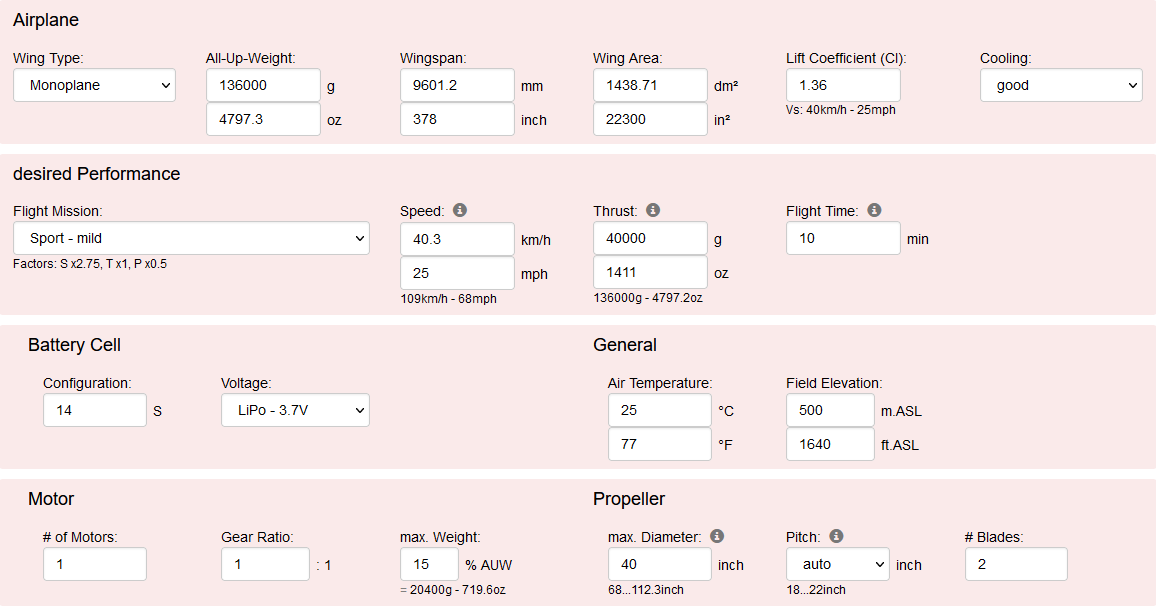 Airplane
Wing Type: All-Up-Weight: Wingspan: Wing Area: Lift Coefficient (Cl): Cooling:
Monoplane 136000 g 9601.2 mm 1438.71 dm² 1.36 good
Vs: 40km/h - 25mph
4797.3 oz 378 inch 22300 in²
desired Performance
Flight Mission: Speed: Thrust: Flight Time:
Sport - mild 40.3 km/h 40000 g 10 min
Factors: S x2.75, T x1, P x0.5 25 mph 1411 oz
109km/h - 68mph 136000g - 4797.2oz
Battery Cell General
Configuration: Voltage: Air Temperature: Field Elevation:
14 S LiPo - 3.7V 25 °C 500 m.ASL
77 °F 1640 ft.ASL
Motor Propeller
# of Motors: Gear Ratio: max. Weight: max. Diameter: Pitch: # Blades:
1 1 : 1 15 % AUW 40 inch auto inch 2
= 20400g - 719.6oz 68...112.3inch 18...22inch